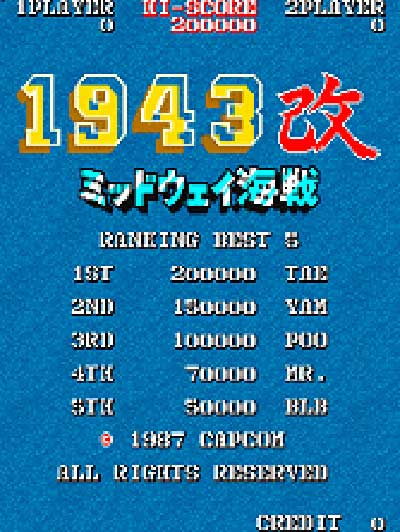 1PLAYER HI-SCORE 2PLAYER
0 200000 0
1943改
ミッドウェイ海戦
RANKING BEST 5
1ST 200000 TAE
2ND 150000 YAM
3RD 100000 POO
4TH 70000 MR.
5TH 50000 BLB
© 1987 CAPCOM
ALL RIGHTS RESERVED
CREDIT 0